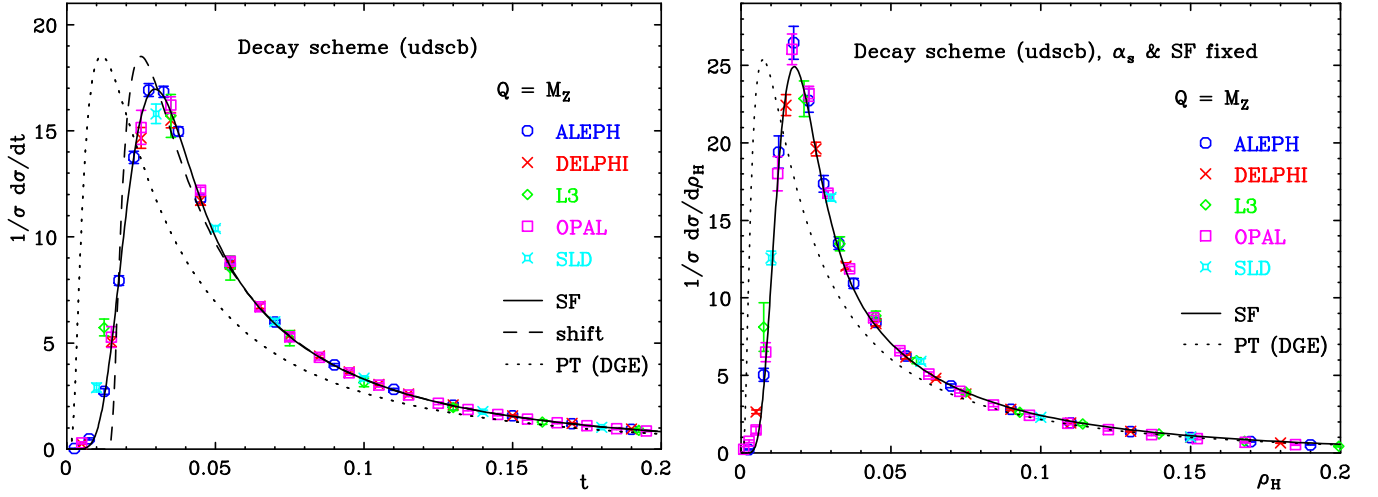 20
15
10
5
0
1/σ dσ/dt
Decay scheme (udscb)
Q = M_Z
ALEPH
DELPHI
L3
OPAL
SLD
SF
shift
PT (DGE)
0 0.05 0.1 0.15 0.2
t
25
20
15
10
5
0
1/σ dσ/dρ_H
Decay scheme (udscb), α_s & SF fixed
Q = M_Z
ALEPH
DELPHI
L3
OPAL
SLD
SF
PT (DGE)
0 0.05 0.1 0.15 0.2
ρ_H